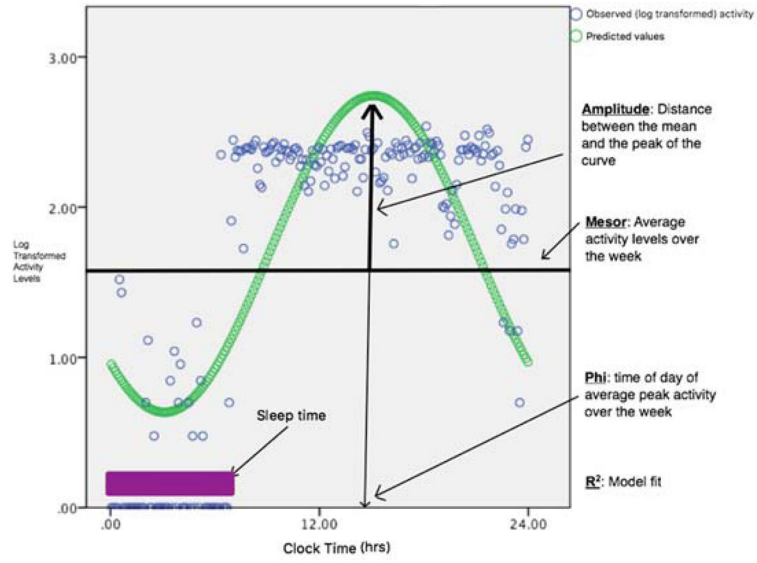 Observed (log transformed) activity
Predicted values
3.00
2.00
1.00
.00
Log
Transformed
Activity
Levels
.00
12.00
24.00
Clock Time (hrs)
Sleep time
Amplitude: Distance
between the mean
and the peak of the
curve
Mesor: Average
activity levels over
the week
Phi: time of day of
average peak activity
over the week
R²: Model fit